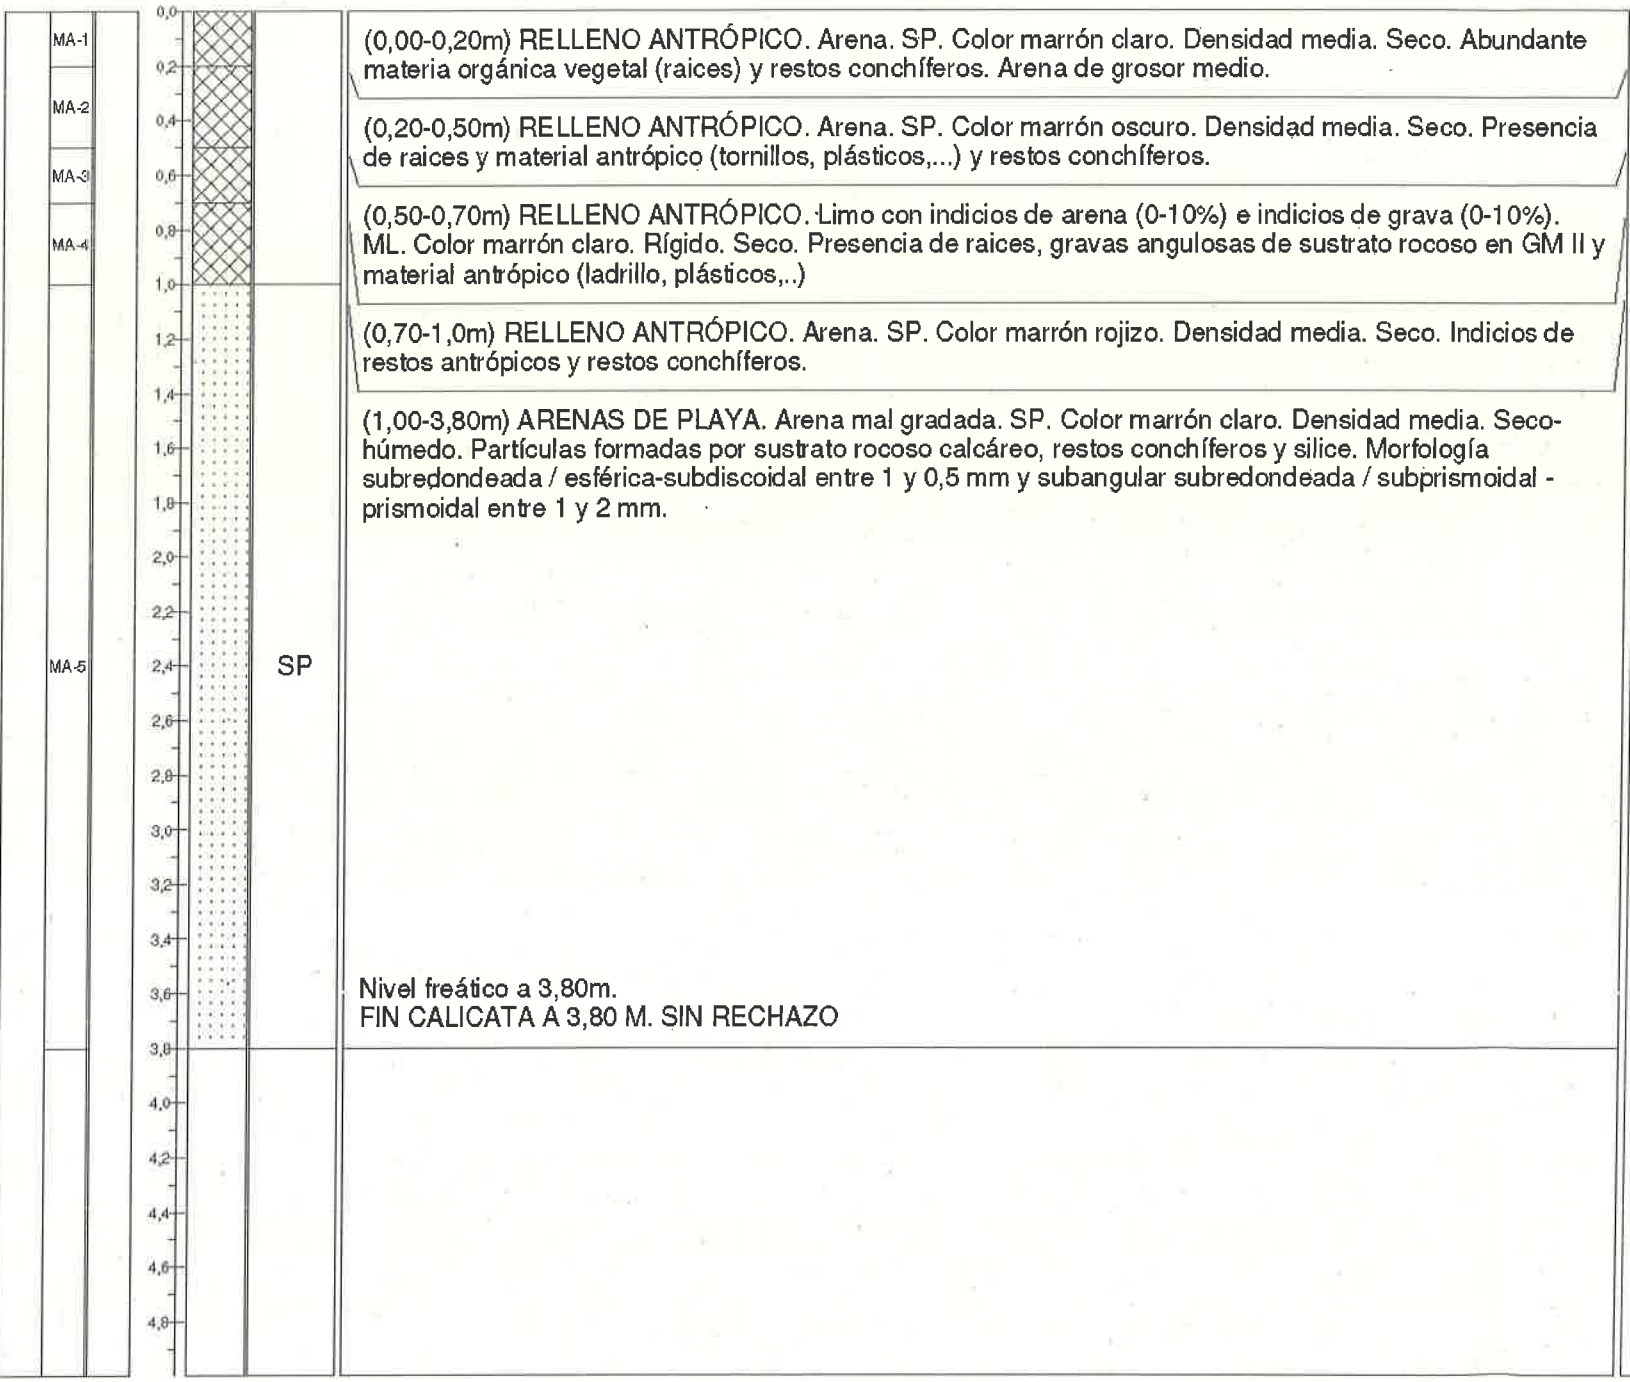 MA-1
MA-2
MA-3
MA-4
MA-5
0,0
0,2
0,4
0,6
0,8
1,0
1,2
1,4
1,6
1,8
2,0
2,2
2,4
2,6
2,8
3,0
3,2
3,4
3,6
3,8
4,0
4,2
4,4
4,6
4,8
SP
(0,00-0,20m) RELLENO ANTRÓPICO. Arena. SP. Color marrón claro. Densidad media. Seco. Abundante
materia orgánica vegetal (raices) y restos conchíferos. Arena de grosor medio.
(0,20-0,50m) RELLENO ANTRÓPICO. Arena. SP. Color marrón oscuro. Densidad media. Seco. Presencia
de raices y material antrópico (tornillos, plásticos,...) y restos conchíferos.
(0,50-0,70m) RELLENO ANTRÓPICO. Limo con indicios de arena (0-10%) e indicios de grava (0-10%).
ML. Color marrón claro. Rígido. Seco. Presencia de raices, gravas angulosas de sustrato rocoso en GM II y
material antrópico (ladrillo, plásticos,..)
(0,70-1,0m) RELLENO ANTRÓPICO. Arena. SP. Color marrón rojizo. Densidad media. Seco. Indicios de
restos antrópicos y restos conchíferos.
(1,00-3,80m) ARENAS DE PLAYA. Arena mal gradada. SP. Color marrón claro. Densidad media. Seco-
húmedo. Partículas formadas por sustrato rocoso calcáreo, restos conchíferos y silice. Morfología
subredondeada / esférica-subdiscoidal entre 1 y 0,5 mm y subangular subredondeada / subprismoidal -
prismoidal entre 1 y 2 mm.
Nivel freático a 3,80m.
FIN CALICATA A 3,80 M. SIN RECHAZO